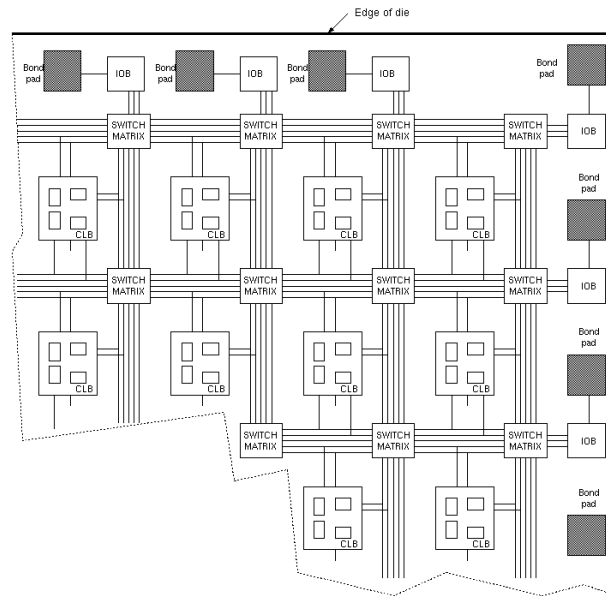 Edge of die
Bond
pad
IOB
Bond
pad
IOB
Bond
pad
IOB
Bond
pad
SWITCH
MATRIX
SWITCH
MATRIX
SWITCH
MATRIX
SWITCH
MATRIX
IOB
CLB
CLB
CLB
CLB
Bond
pad
SWITCH
MATRIX
SWITCH
MATRIX
SWITCH
MATRIX
SWITCH
MATRIX
IOB
CLB
CLB
CLB
CLB
Bond
pad
SWITCH
MATRIX
SWITCH
MATRIX
SWITCH
MATRIX
IOB
CLB
CLB
Bond
pad